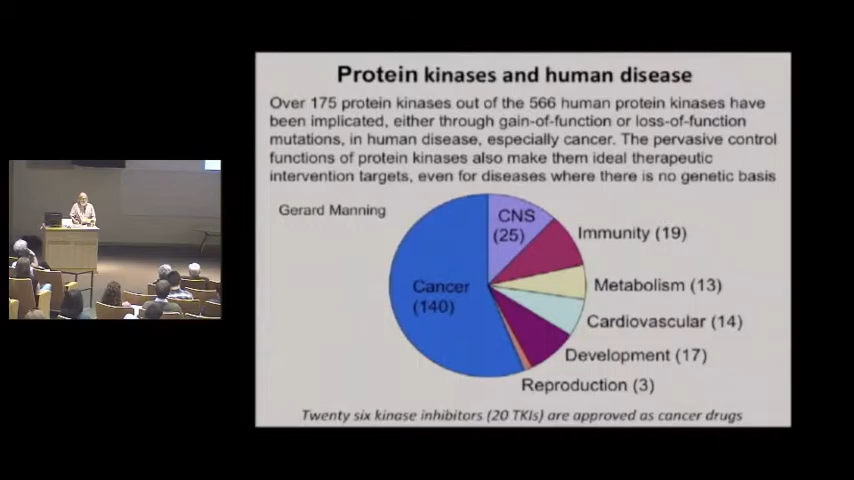 Protein kinases and human disease
Over 175 protein kinases out of the 566 human protein kinases have
been implicated, either through gain-of-function or loss-of-function
mutations, in human disease, especially cancer. The pervasive control
functions of protein kinases also make them ideal therapeutic
intervention targets, even for diseases where there is no genetic basis
Gerard Manning
CNS
(25)
Immunity (19)
Cancer
(140)
Metabolism (13)
Cardiovascular (14)
Development (17)
Reproduction (3)
Twenty six kinase inhibitors (20 TKIs) are approved as cancer drugs